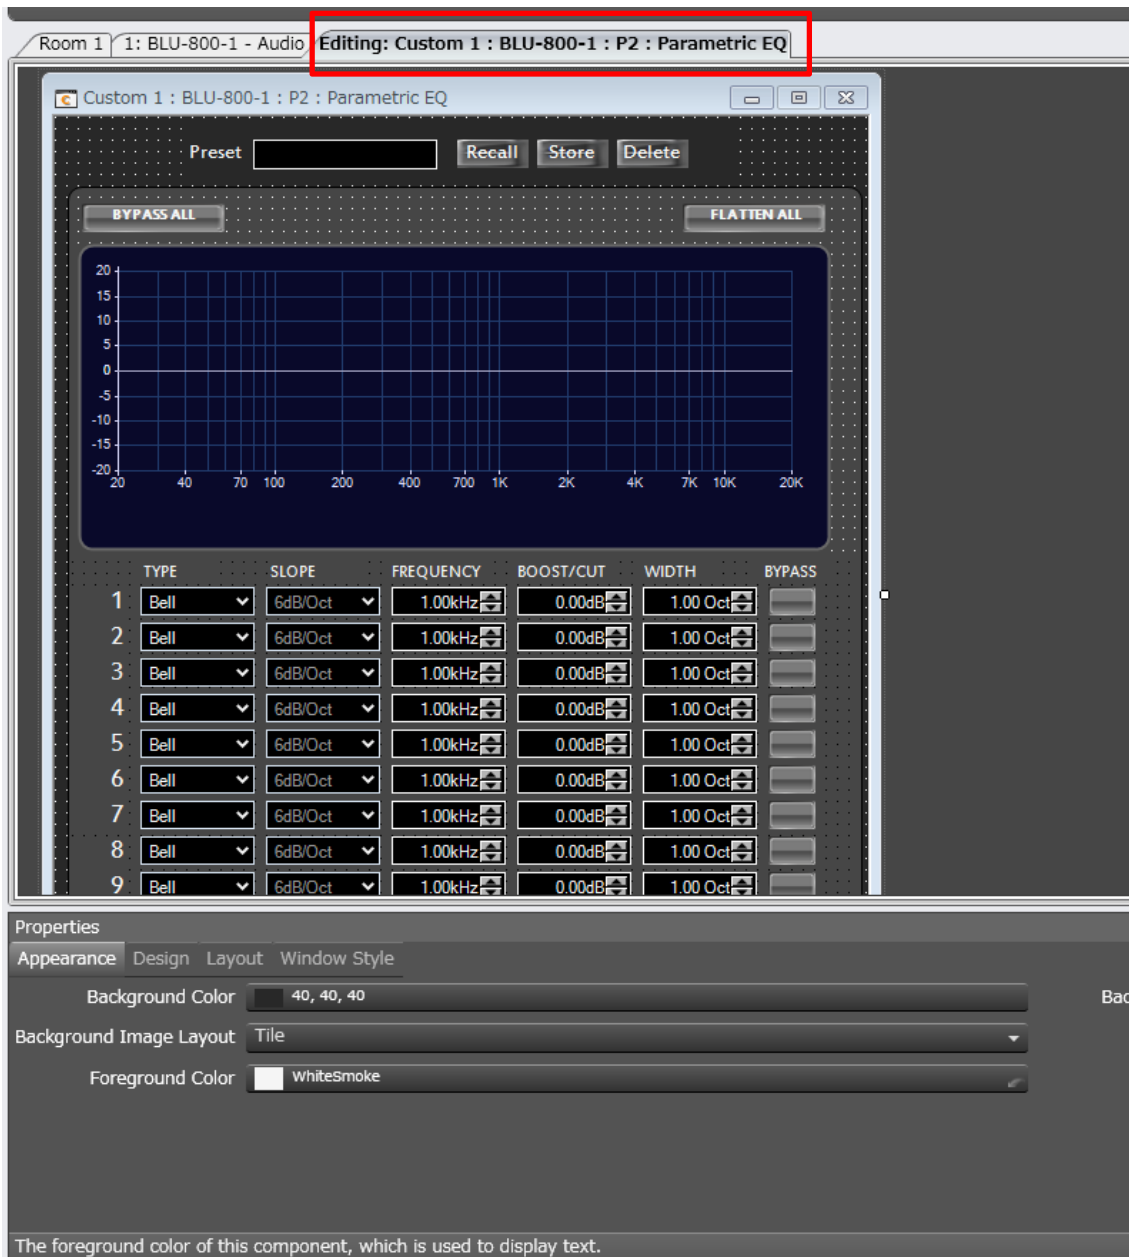 Room 1 1: BLU-800-1 - Audio Editing: Custom 1 : BLU-800-1 : P2 : Parametric EQ
Custom 1 : BLU-800-1 : P2 : Parametric EQ
Preset Recall Store Delete
BYPASS ALL FLATTEN ALL
20
15
10
5
0
-5
-10
-15
-20
20 40 70 100 200 400 700 1K 2K 4K 7K 10K 20K
TYPE SLOPE FREQUENCY BOOST/CUT WIDTH BYPASS
1 Bell 6dB/Oct 1.00kHz 0.00dB 1.00 Oct
2 Bell 6dB/Oct 1.00kHz 0.00dB 1.00 Oct
3 Bell 6dB/Oct 1.00kHz 0.00dB 1.00 Oct
4 Bell 6dB/Oct 1.00kHz 0.00dB 1.00 Oct
5 Bell 6dB/Oct 1.00kHz 0.00dB 1.00 Oct
6 Bell 6dB/Oct 1.00kHz 0.00dB 1.00 Oct
7 Bell 6dB/Oct 1.00kHz 0.00dB 1.00 Oct
8 Bell 6dB/Oct 1.00kHz 0.00dB 1.00 Oct
9 Bell 6dB/Oct 1.00kHz 0.00dB 1.00 Oct
Properties
Appearance Design Layout Window Style
Background Color 40, 40, 40 Bac
Background Image Layout Tile
Foreground Color WhiteSmoke
The foreground color of this component, which is used to display text.